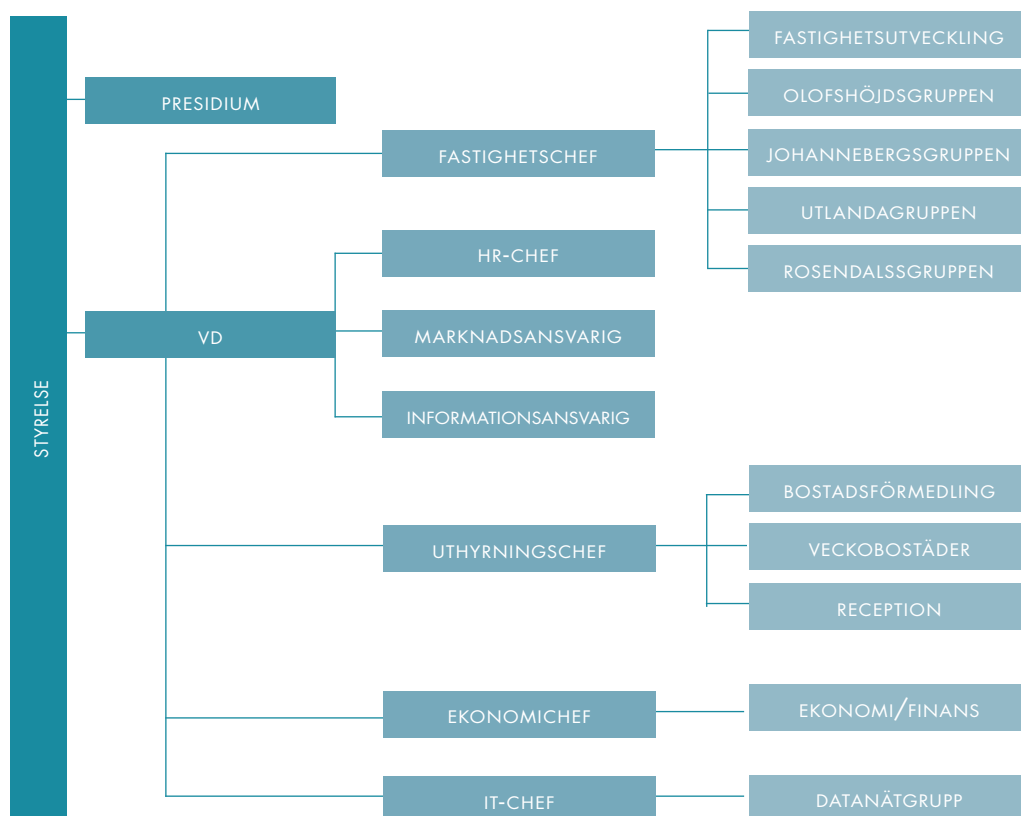 STYRELSE
PRESIDIUM
VD
FASTIGHETSCHEF
HR-CHEF
MARKNADSANSVARIG
INFORMATIONSANSVARIG
UTHYRNINGSCHEF
EKONOMICHEF
IT-CHEF
FASTIGHETSUTVECKLING
OLOFSHÖJDSGRUPPEN
JOHANNEBERGSGRUPPEN
UTLANDAGRUPPEN
ROSENDALSSGRUPPEN
BOSTADSFÖRMEDLING
VECKOBOSTÄDER
RECEPTION
EKONOMI/FINANS
DATANÄTGRUPP